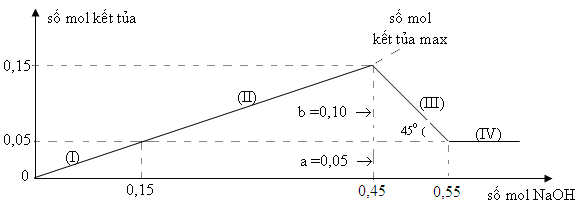 số mol kết tủa
số mol
kết tủa max
0,15
(II)
(III)
b =0,10 →
45° (
0,05
(I)
a =0,05 →
(IV)
0
0,15
0,45
0,55
số mol NaOH